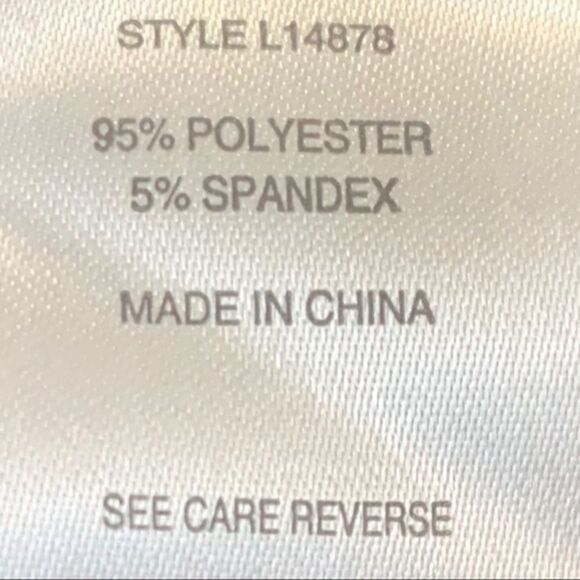 STYLE L14878
95% POLYESTER
5% SPANDEX
MADE IN CHINA
SEE CARE REVERSE